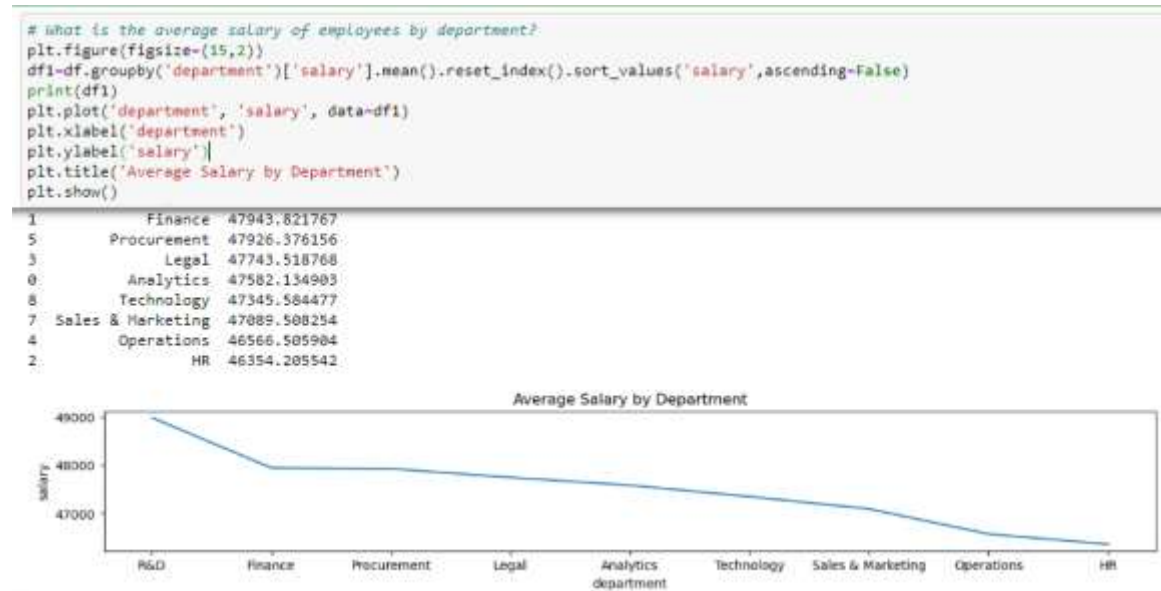 # What is the average salary of employees by department?
plt.figure(figsize=(15,2))
df1=df.groupby('department')['salary'].mean().reset_index().sort_values('salary',ascending=False)
print(df1)
plt.plot('department', 'salary', data=df1)
plt.xlabel('department')
plt.ylabel('salary')
plt.title('Average Salary by Department')
plt.show()
1 Finance 47943.821767
5 Procurement 47926.376156
3 Legal 47743.518768
0 Analytics 47582.134903
8 Technology 47345.584477
7 Sales & Marketing 47089.508254
4 Operations 46566.505904
2 HR 46354.205542
Average Salary by Department
49000
48000
47000
salary
R&D Finance Procurement Legal Analytics Technology Sales & Marketing Operations HR
department